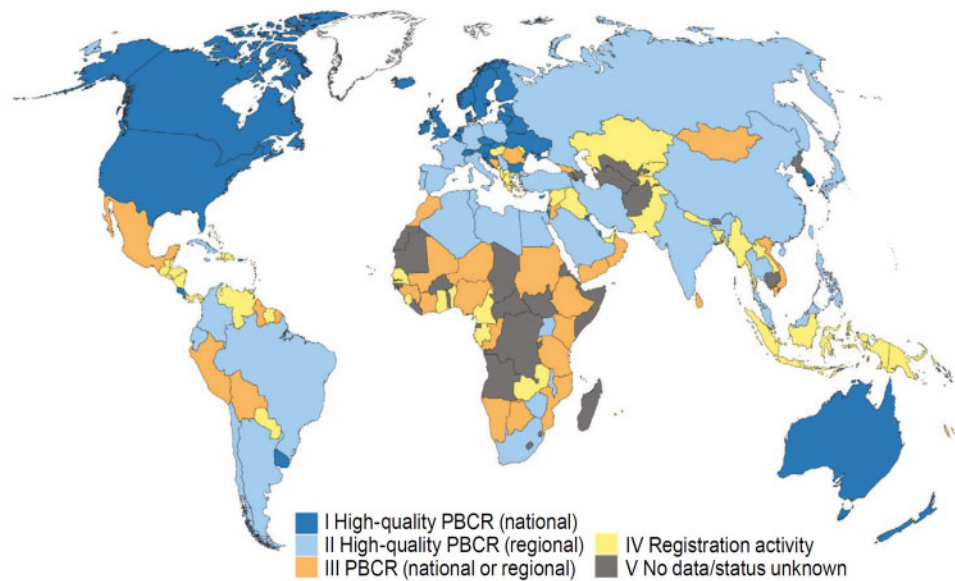 I High-quality PBCR (national)
II High-quality PBCR (regional)
III PBCR (national or regional)
IV Registration activity
V No data/status unknown